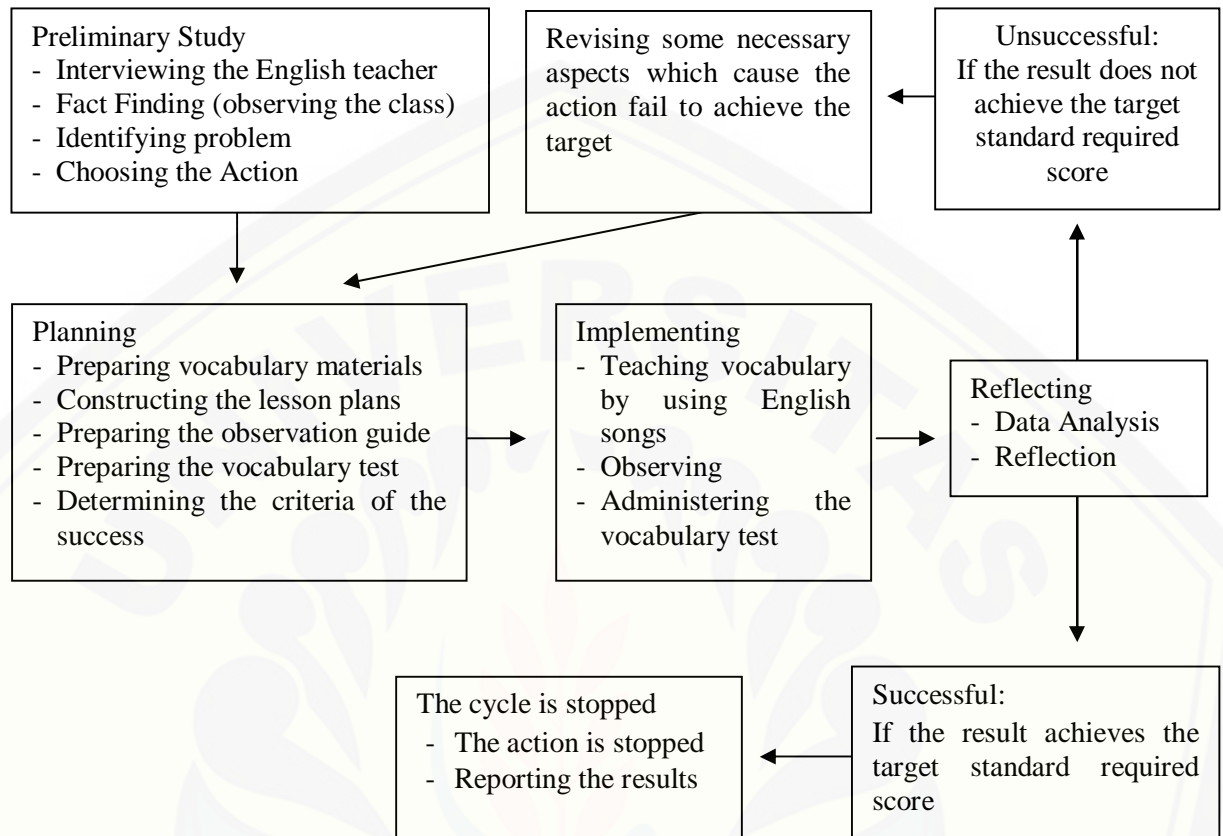 Preliminary Study
- Interviewing the English teacher
- Fact Finding (observing the class)
- Identifying problem
- Choosing the Action
Revising some necessary
aspects which cause the
action fail to achieve the
target
Unsuccessful:
If the result does not
achieve the target
standard required
score
Planning
- Preparing vocabulary materials
- Constructing the lesson plans
- Preparing the observation guide
- Preparing the vocabulary test
- Determining the criteria of the
success
Implementing
- Teaching vocabulary
by using English
songs
- Observing
- Administering the
vocabulary test
Reflecting
- Data Analysis
- Reflection
The cycle is stopped
- The action is stopped
- Reporting the results
Successful:
If the result achieves the
target standard required
score
UNIVERSITAS